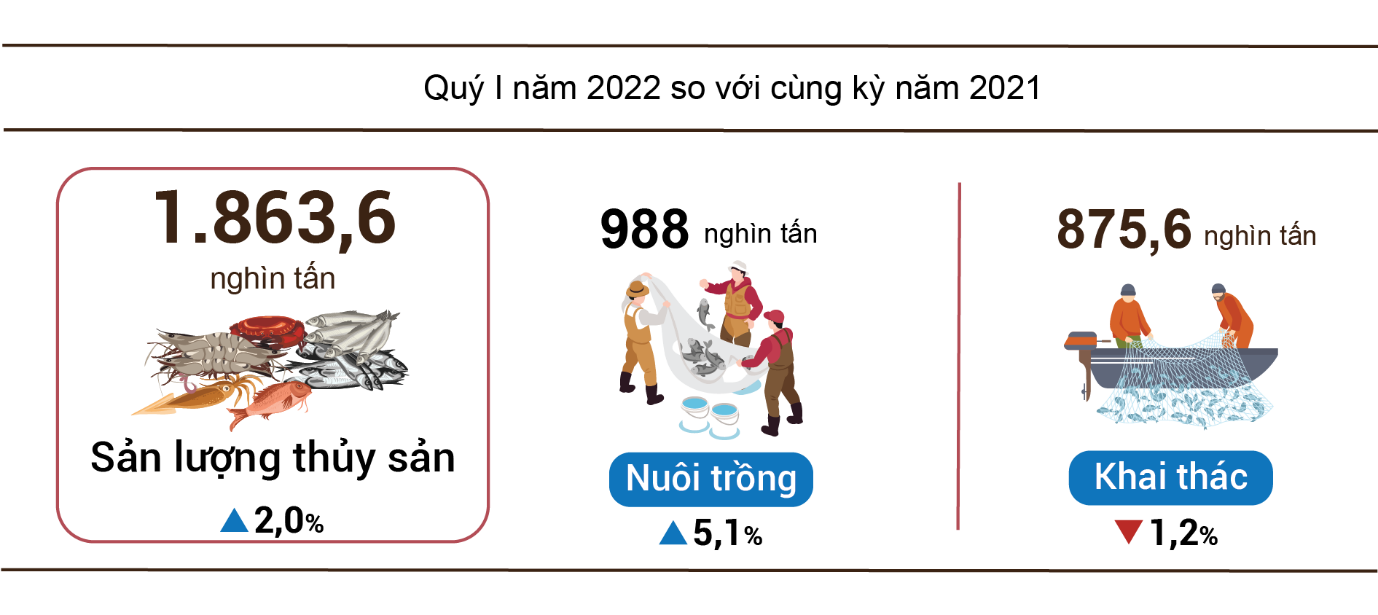 Quý I năm 2022 so với cùng kỳ năm 2021
1.863,6
nghìn tấn
Sản lượng thủy sản
2,0%
988 nghìn tấn
Nuôi trồng
5,1%
875,6 nghìn tấn
Khai thác
1,2%